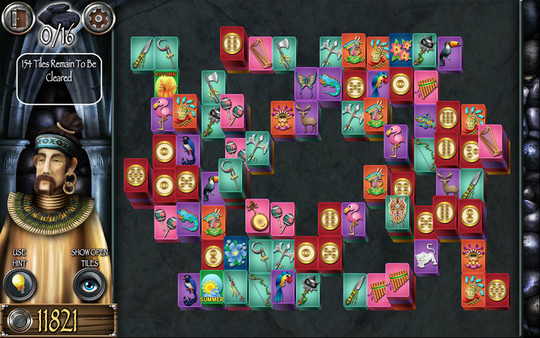 0/16
154 Tiles Remain To Be
Cleared
USE
HINT
SHOW OPEN
TILES
SUMMER
11821